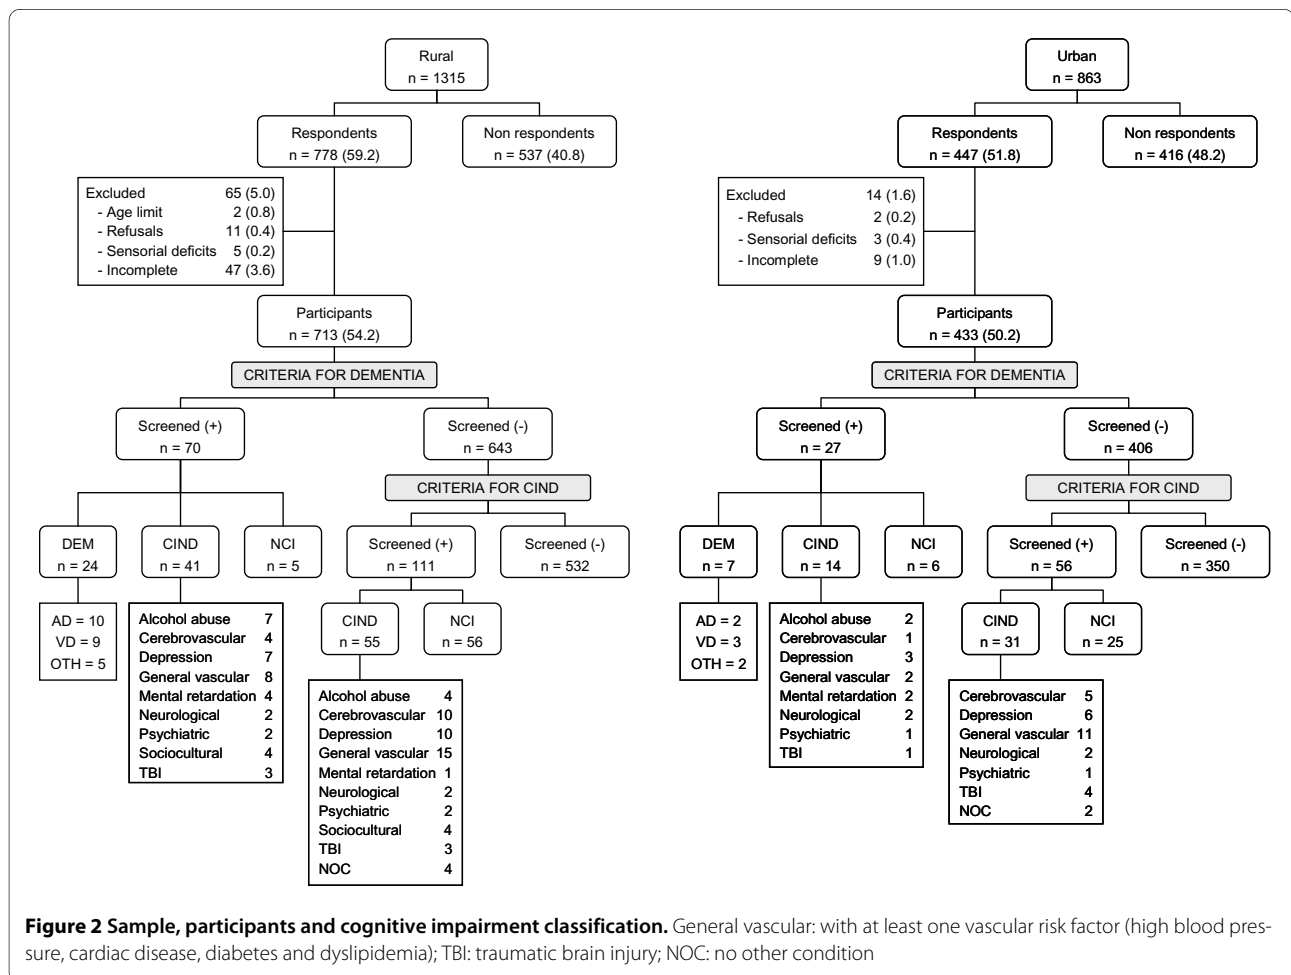 Rural
n = 1315
Respondents
n = 778 (59.2)
Non respondents
n = 537 (40.8)
Excluded 65 (5.0)
- Age limit 2 (0.8)
- Refusals 11 (0.4)
- Sensorial deficits 5 (0.2)
- Incomplete 47 (3.6)
Participants
n = 713 (54.2)
CRITERIA FOR DEMENTIA
Screened (+)
n = 70
Screened (-)
n = 643
CRITERIA FOR CIND
DEM
n = 24
CIND
n = 41
NCI
n = 5
Screened (+)
n = 111
Screened (-)
n = 532
AD = 10
VD = 9
OTH = 5
Alcohol abuse 7
Cerebrovascular 4
Depression 7
General vascular 8
Mental retardation 4
Neurological 2
Psychiatric 2
Sociocultural 4
TBI 3
CIND
n = 55
NCI
n = 56
Alcohol abuse 4
Cerebrovascular 10
Depression 10
General vascular 15
Mental retardation 1
Neurological 2
Psychiatric 2
Sociocultural 4
TBI 3
NOC 4
Urban
n = 863
Respondents
n = 447 (51.8)
Non respondents
n = 416 (48.2)
Excluded 14 (1.6)
- Refusals 2 (0.2)
- Sensorial deficits 3 (0.4)
- Incomplete 9 (1.0)
Participants
n = 433 (50.2)
CRITERIA FOR DEMENTIA
Screened (+)
n = 27
Screened (-)
n = 406
CRITERIA FOR CIND
DEM
n = 7
CIND
n = 14
NCI
n = 6
Screened (+)
n = 56
Screened (-)
n = 350
AD = 2
VD = 3
OTH = 2
Alcohol abuse 2
Cerebrovascular 1
Depression 3
General vascular 2
Mental retardation 2
Neurological 2
Psychiatric 1
TBI 1
CIND
n = 31
NCI
n = 25
Cerebrovascular 5
Depression 6
General vascular 11
Neurological 2
Psychiatric 1
TBI 4
NOC 2
Figure 2 Sample, participants and cognitive impairment classification. General vascular: with at least one vascular risk factor (high blood pres-
sure, cardiac disease, diabetes and dyslipidemia); TBI: traumatic brain injury; NOC: no other condition